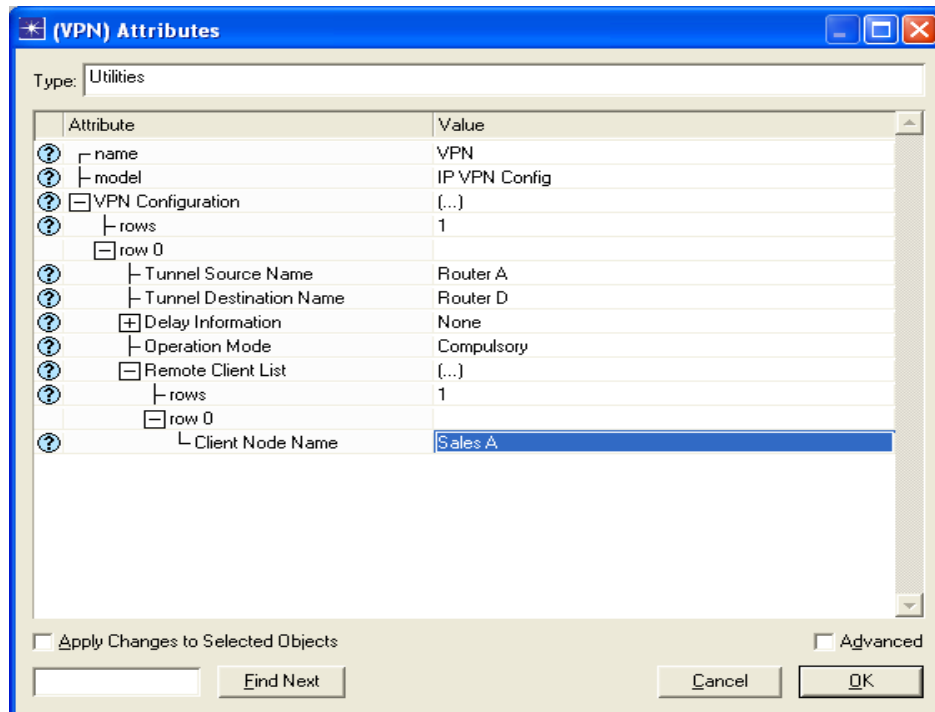 (VPN) Attributes
Type: Utilities
Attribute Value
? name VPN
? model IP VPN Config
? VPN Configuration (...)
? rows 1
row 0
? Tunnel Source Name Router A
? Tunnel Destination Name Router D
? Delay Information None
? Operation Mode Compulsory
? Remote Client List (...)
? rows 1
row 0
? Client Node Name Sales A
Apply Changes to Selected Objects Advanced
Find Next Cancel OK